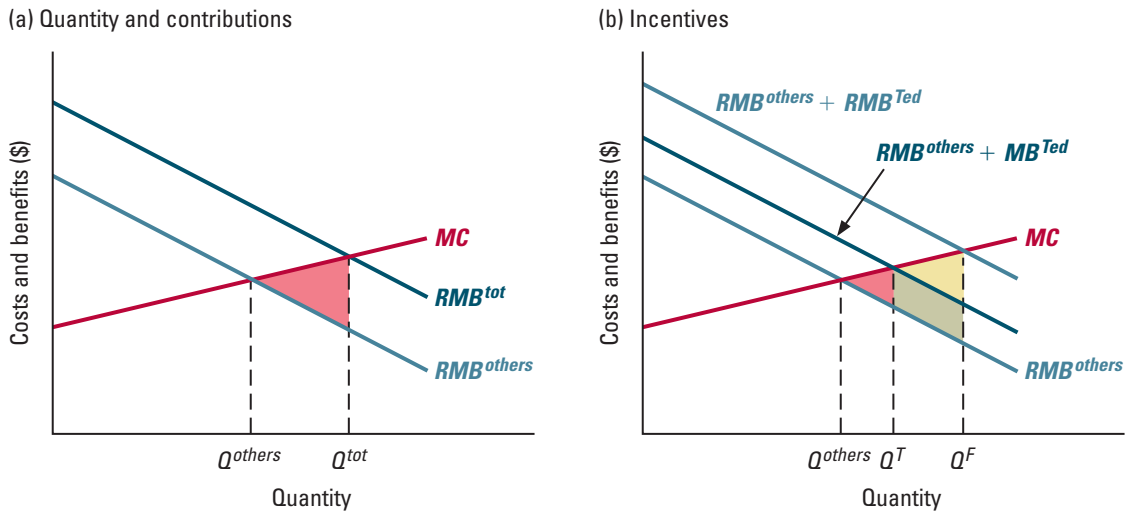 (a) Quantity and contributions
Costs and benefits ($)
MC
RMB^tot
RMB^others
Q^others Q^tot
Quantity
(b) Incentives
Costs and benefits ($)
RMB^others + RMB^Ted
RMB^others + MB^Ted
MC
RMB^others
Q^others Q^T Q^F
Quantity